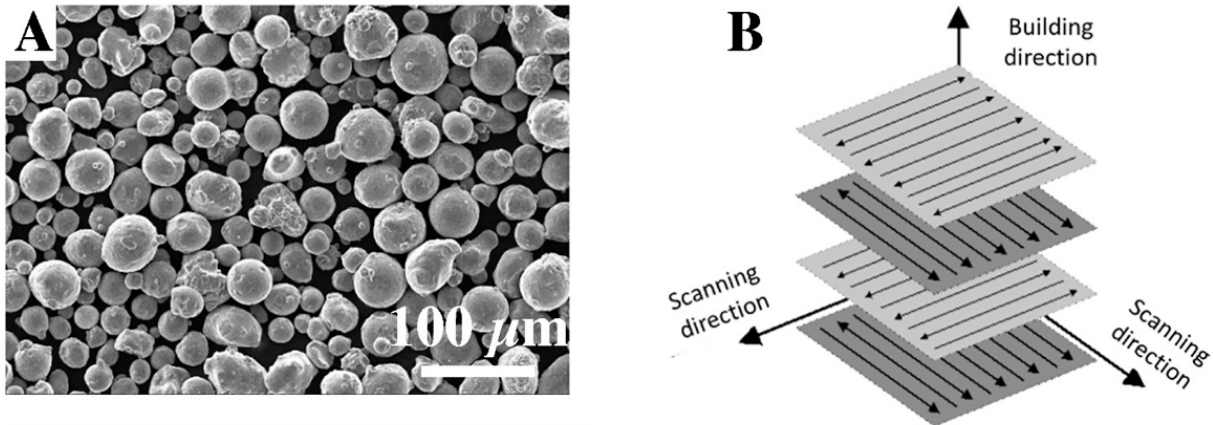 A
100 µm
B
Building
direction
Scanning
direction
Scanning
direction